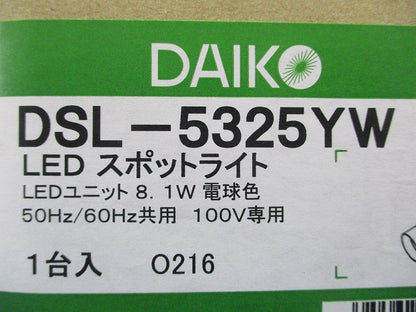 DAIKO
DSL-5325YW
LED スポットライト
LEDユニット 8.1W 電球色
50Hz/60Hz共用 100V専用
1台入 O216